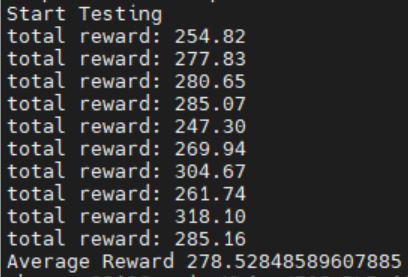 Start Testing
total reward: 254.82
total reward: 277.83
total reward: 280.65
total reward: 285.07
total reward: 247.30
total reward: 269.94
total reward: 304.67
total reward: 261.74
total reward: 318.10
total reward: 285.16
Average Reward 278.52848589607885